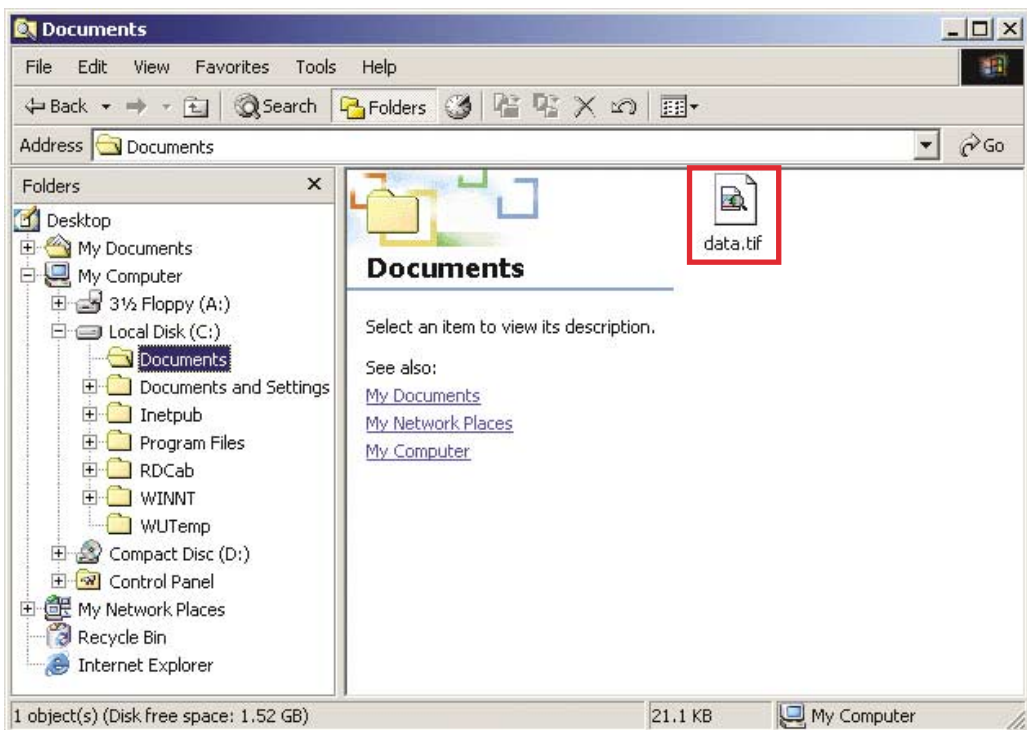 Documents
File Edit View Favorites Tools Help
Back Search Folders
Address Documents Go
Folders
Desktop
My Documents
My Computer
3½ Floppy (A:)
Local Disk (C:)
Documents
Documents and Settings
Inetpub
Program Files
RDCab
WINNT
WUTemp
Compact Disc (D:)
Control Panel
My Network Places
Recycle Bin
Internet Explorer
Documents
Select an item to view its description.
See also:
My Documents
My Network Places
My Computer
data.tif
1 object(s) (Disk free space: 1.52 GB) 21.1 KB My Computer